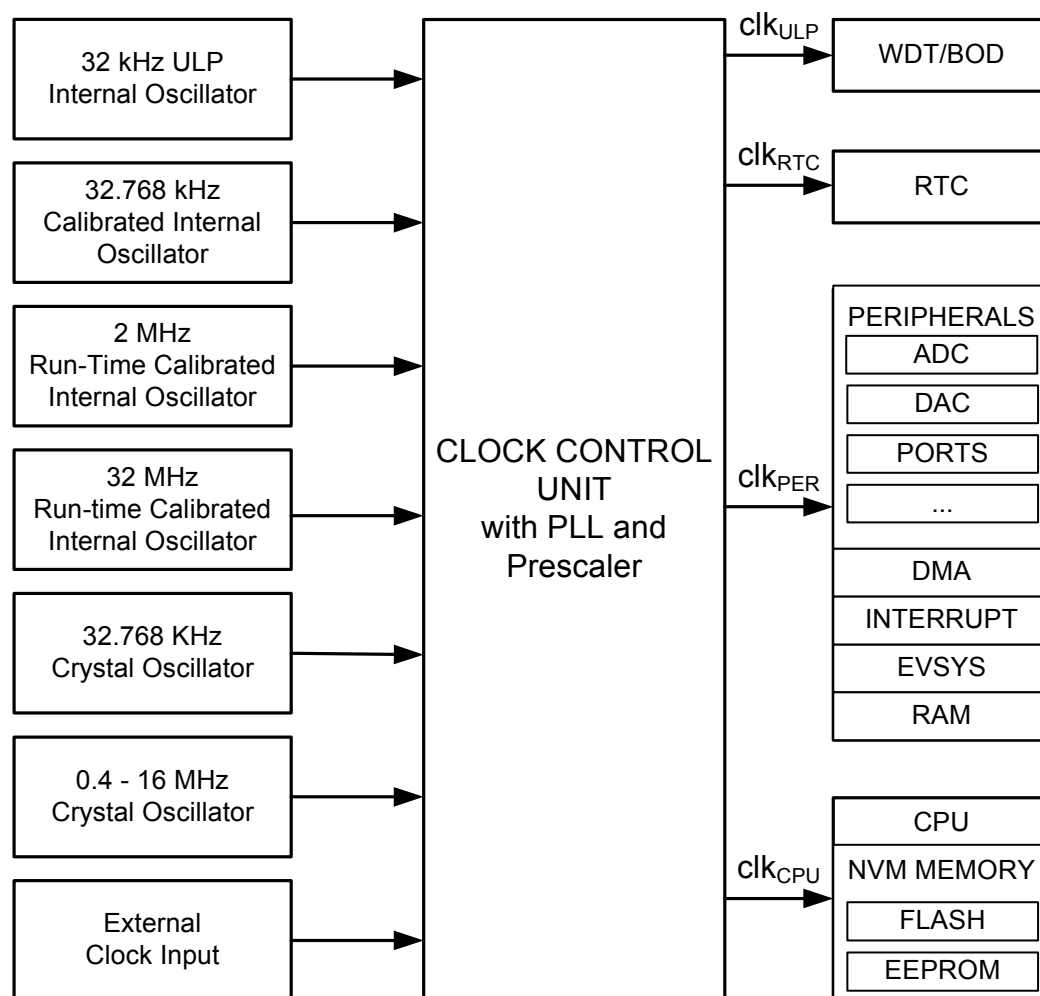 32 kHz ULP
Internal Oscillator
32.768 kHz
Calibrated Internal
Oscillator
2 MHz
Run-Time Calibrated
Internal Oscillator
32 MHz
Run-time Calibrated
Internal Oscillator
32.768 KHz
Crystal Oscillator
0.4 - 16 MHz
Crystal Oscillator
External
Clock Input
CLOCK CONTROL
UNIT
with PLL and
Prescaler
clkULP
WDT/BOD
clkRTC
RTC
clkPER
PERIPHERALS
ADC
DAC
PORTS
...
DMA
INTERRUPT
EVSYS
RAM
clkCPU
CPU
NVM MEMORY
FLASH
EEPROM